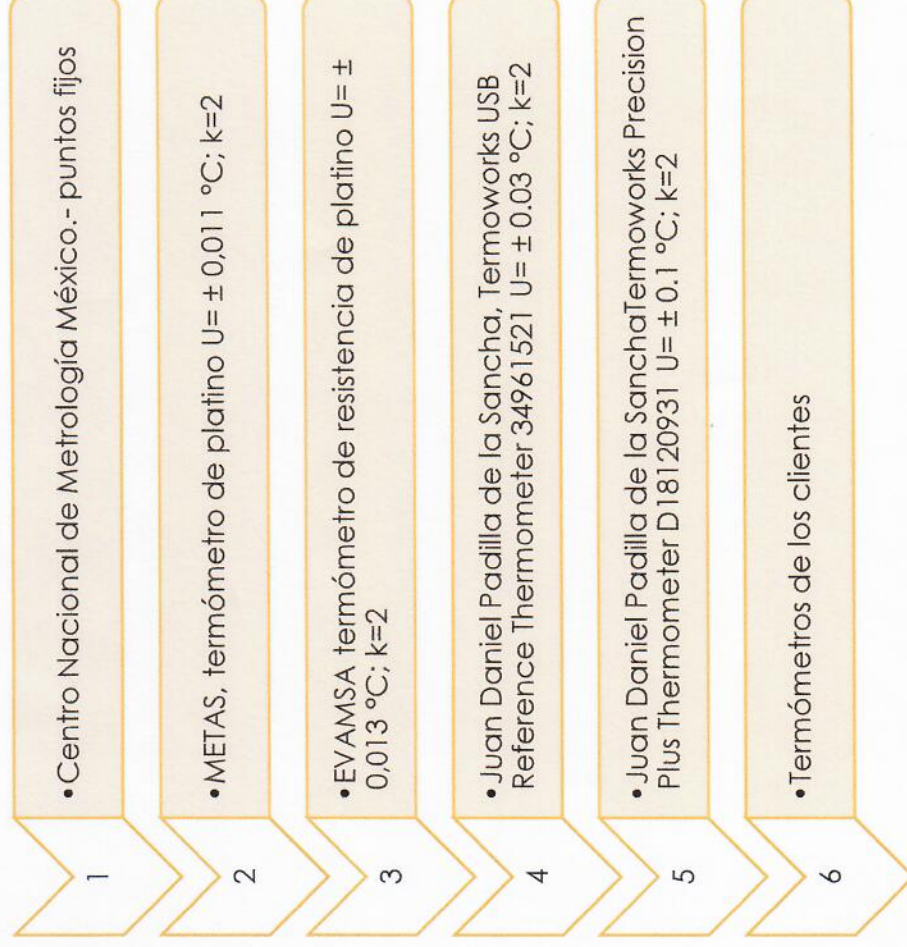 1
•Centro Nacional de Metrología México.- puntos fijos
2
•METAS, termómetro de platino U= ± 0,011 °C; k=2
3
•EVAMSA termómetro de resistencia de platino U= ±
0,013 °C; k=2
4
•Juan Daniel Padilla de la Sancha, Termoworks USB
Reference Thermometer 34961521 U= ± 0.03 °C; k=2
5
•Juan Daniel Padilla de la SanchaTermoworks Precision
Plus Thermometer D18120931 U= ± 0.1 °C; k=2
6
•Termómetros de los clientes